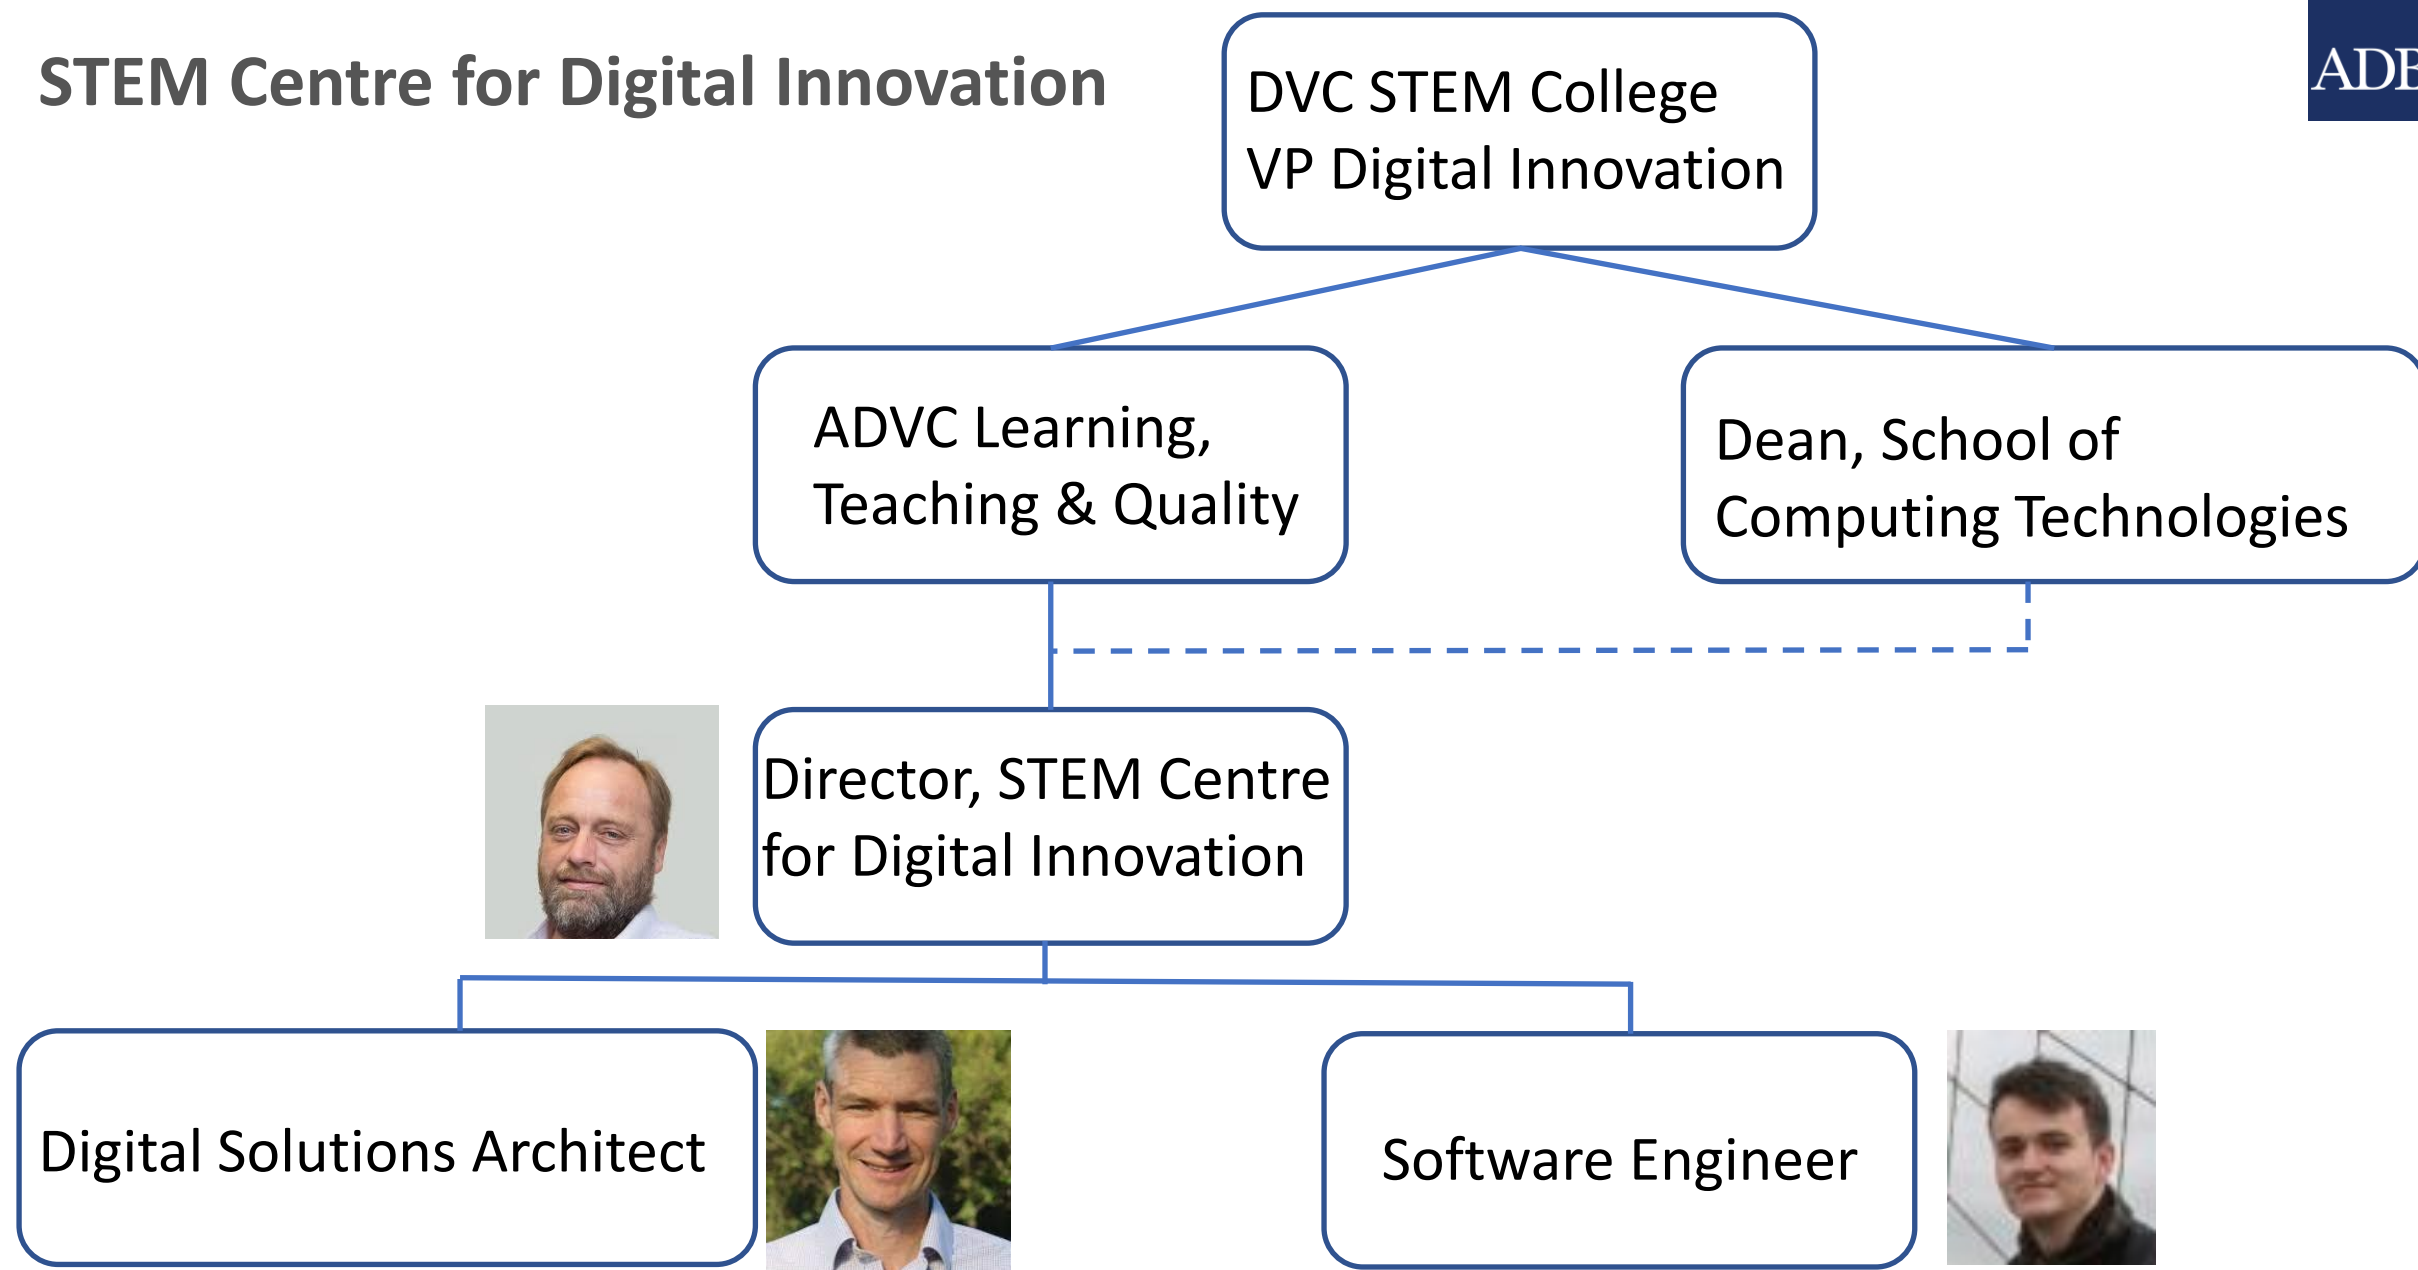 STEM Centre for Digital Innovation
DVC STEM College
VP Digital Innovation
ADB
ADVC Learning,
Teaching & Quality
Dean, School of
Computing Technologies
Director, STEM Centre
for Digital Innovation
Digital Solutions Architect
Software Engineer